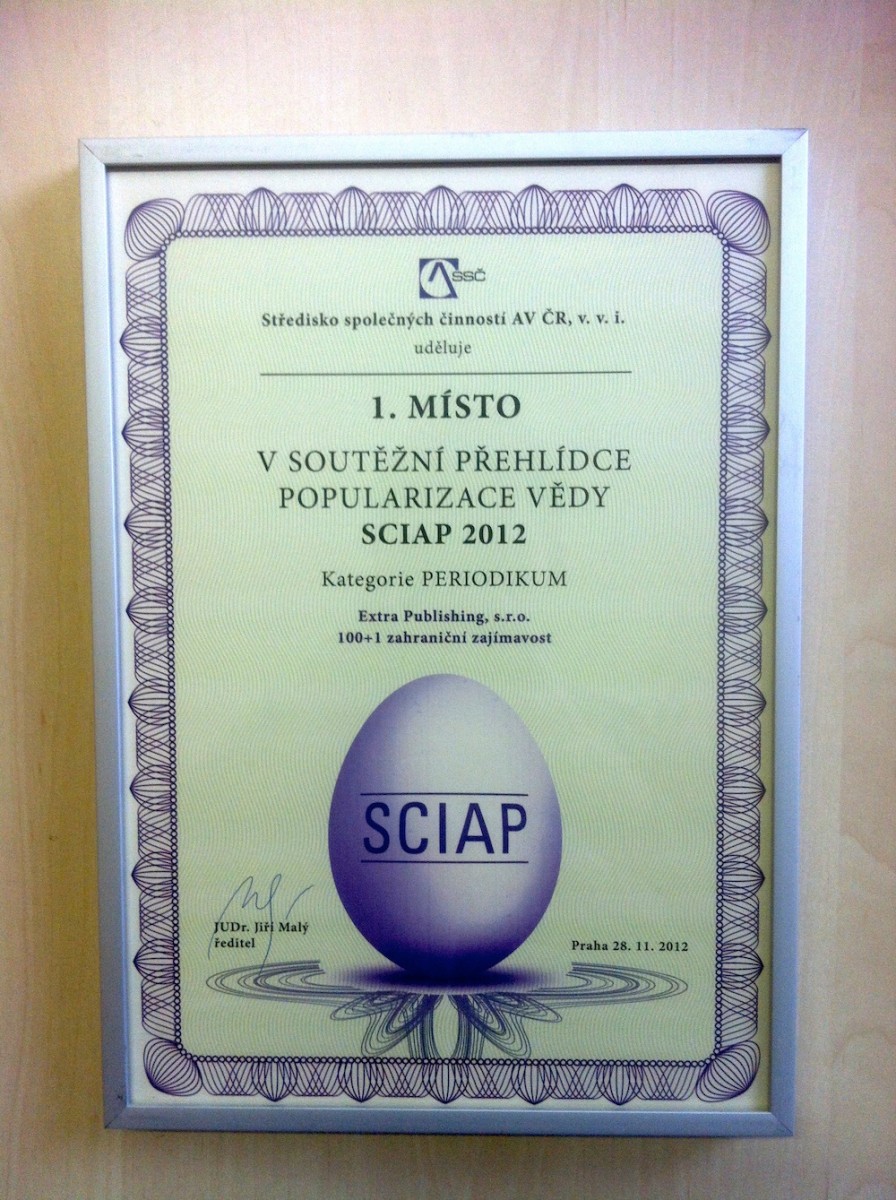 SSČ
Středisko společných činností AV ČR, v. v. i.
uděluje
1. MÍSTO
V SOUTĚŽNÍ PŘEHLÍDCE
POPULARIZACE VĚDY
SCIAP 2012
Kategorie PERIODIKUM
Extra Publishing, s.r.o.
100+1 zahraniční zajímavost
SCIAP
JUDr. Jiří Malý
ředitel
Praha 28. 11. 2012